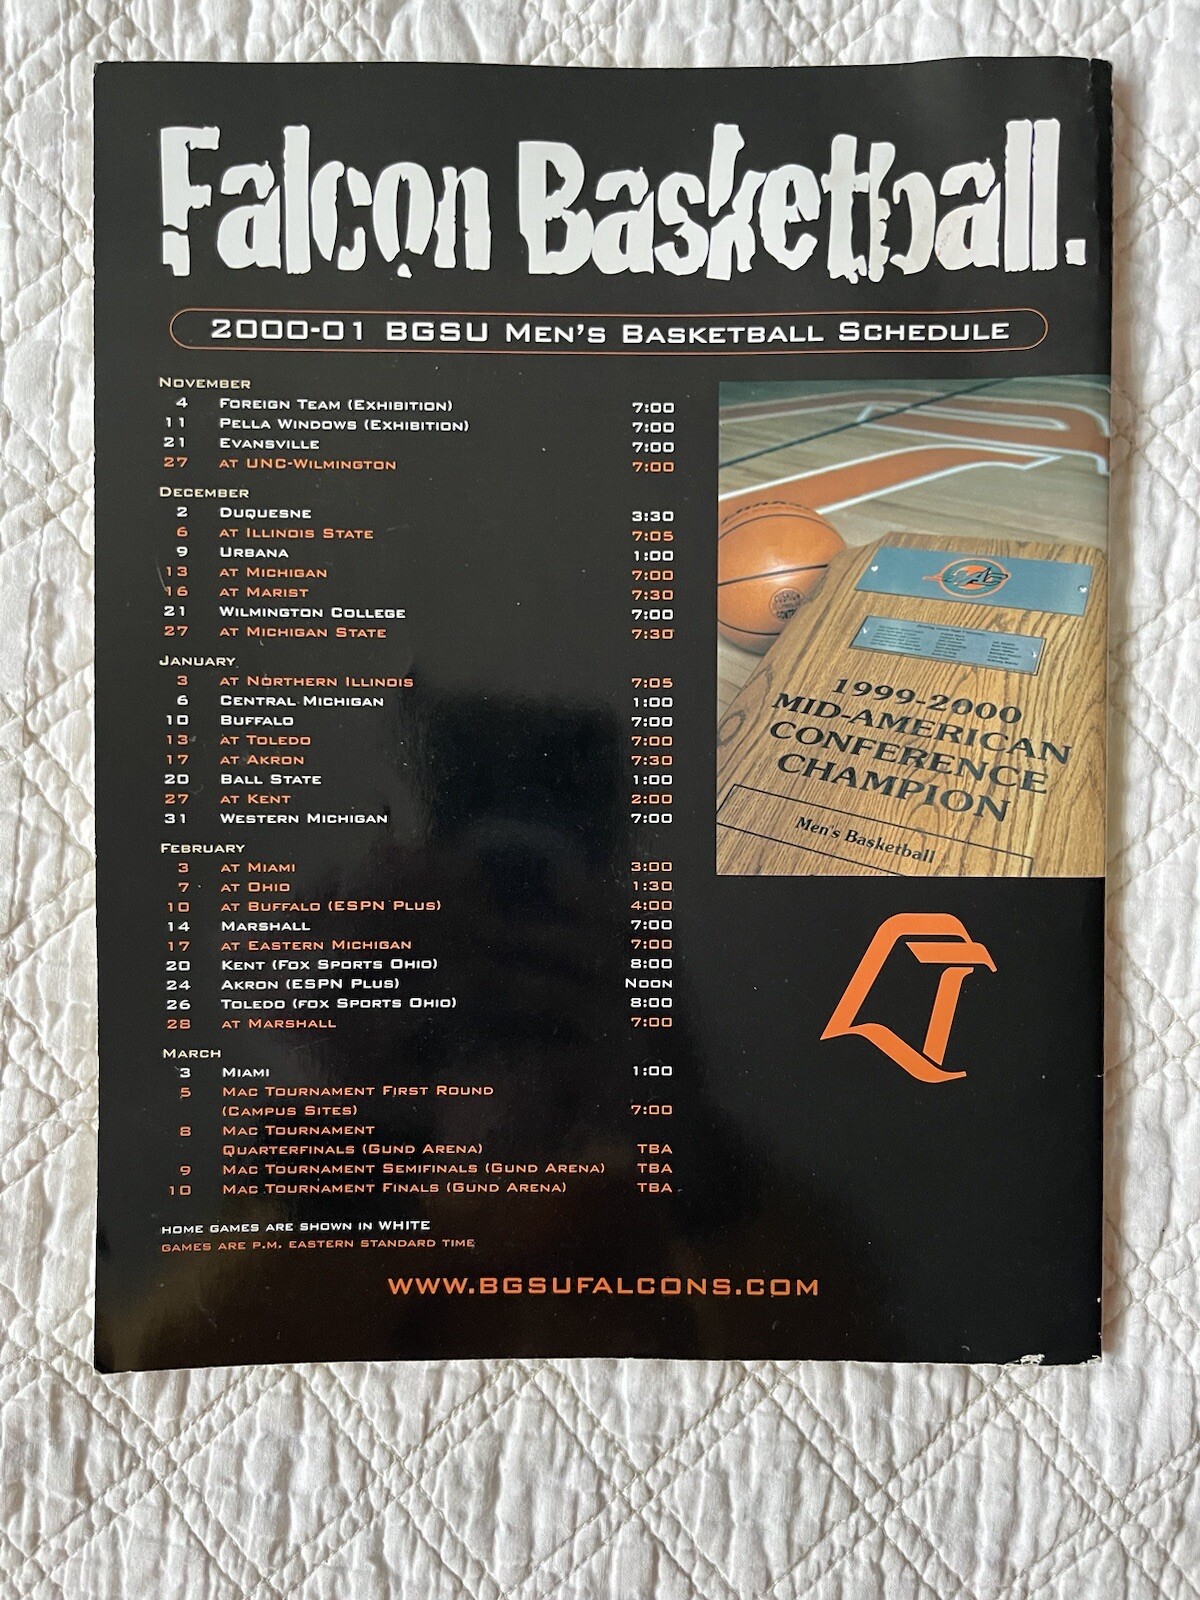 Falcon Basketball.
2000-01 BGSU Men's Basketball Schedule
November
4 Foreign Team (Exhibition) 7:00
11 Pella Windows (Exhibition) 7:00
21 Evansville 7:00
27 at UNC-Wilmington 7:00
December
2 Duquesne 3:30
6 at Illinois State 7:05
9 Urbana 1:00
13 at Michigan 7:00
16 at Marist 7:30
21 Wilmington College 7:00
27 at Michigan State 7:30
January
3 at Northern Illinois 7:05
6 Central Michigan 1:00
10 Buffalo 7:00
13 at Toledo 7:00
17 at Akron 7:30
20 Ball State 1:00
27 at Kent 2:00
31 Western Michigan 7:00
February
3 at Miami 3:00
7 at Ohio 1:30
10 at Buffalo (ESPN Plus) 4:00
14 Marshall 7:00
17 at Eastern Michigan 7:00
20 Kent (Fox Sports Ohio) 8:00
24 Akron (ESPN Plus) Noon
26 Toledo (fox Sports Ohio) 8:00
28 at Marshall 7:00
March
3 Miami 1:00
5 Mac Tournament First Round
(Campus Sites) 7:00
8 Mac Tournament
Quarterfinals (Gund Arena) TBA
9 Mac Tournament Semifinals (Gund Arena) TBA
10 Mac Tournament Finals (Gund Arena) TBA
home games are shown in WHITE
games are p.m. eastern standard time
www.bgsufalcons.com
MAC
1999-2000
MID-AMERICAN
CONFERENCE
CHAMPION
Men's Basketball